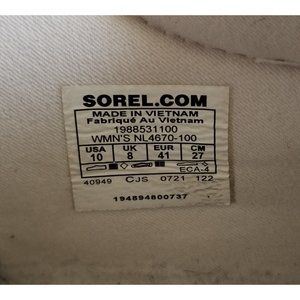 SOREL.COM
MADE IN VIETNAM
Fabriqué Au Vietnam
1988531100
WMN'S NL4670-100
USA UK EUR CM
10 8 41 27
ECA-4
40949 CJS 0721 122
194894800737